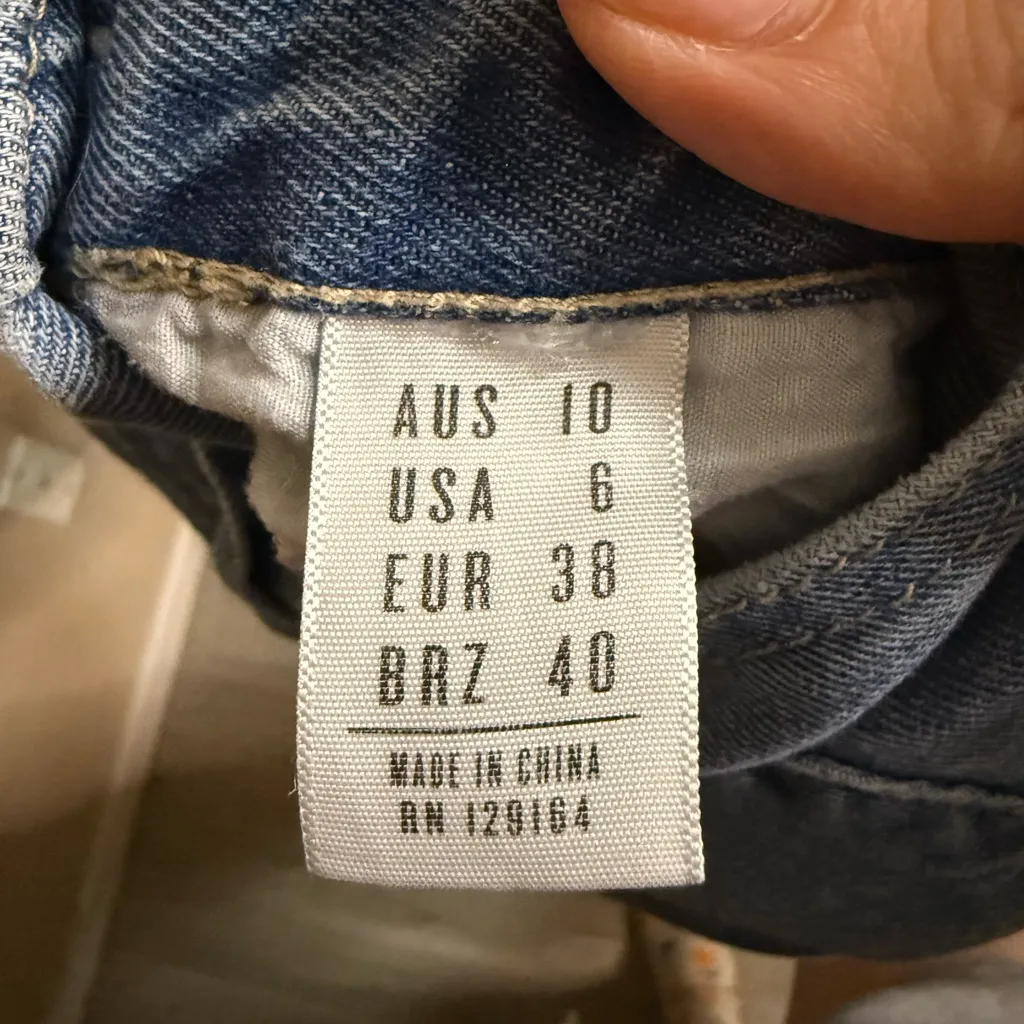 AUS 10
USA 6
EUR 38
BRZ 40
MADE IN CHINA
RN 129164